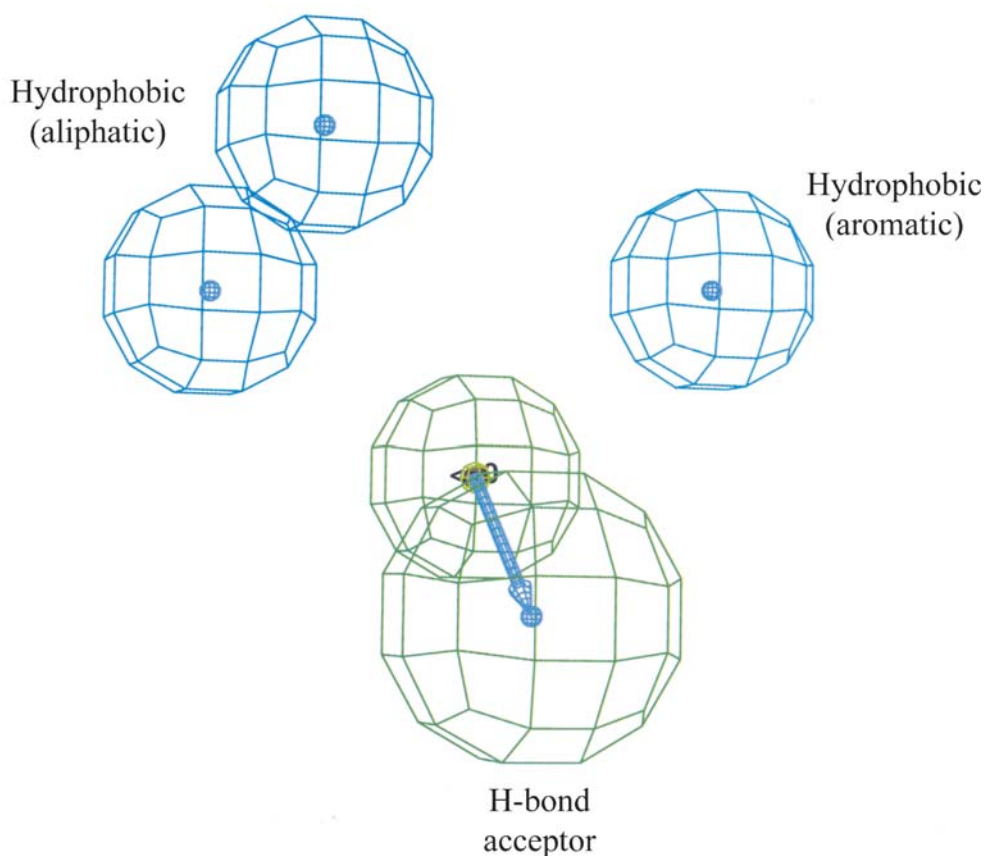 Hydrophobic
(aliphatic)
Hydrophobic
(aromatic)
H-bond
acceptor